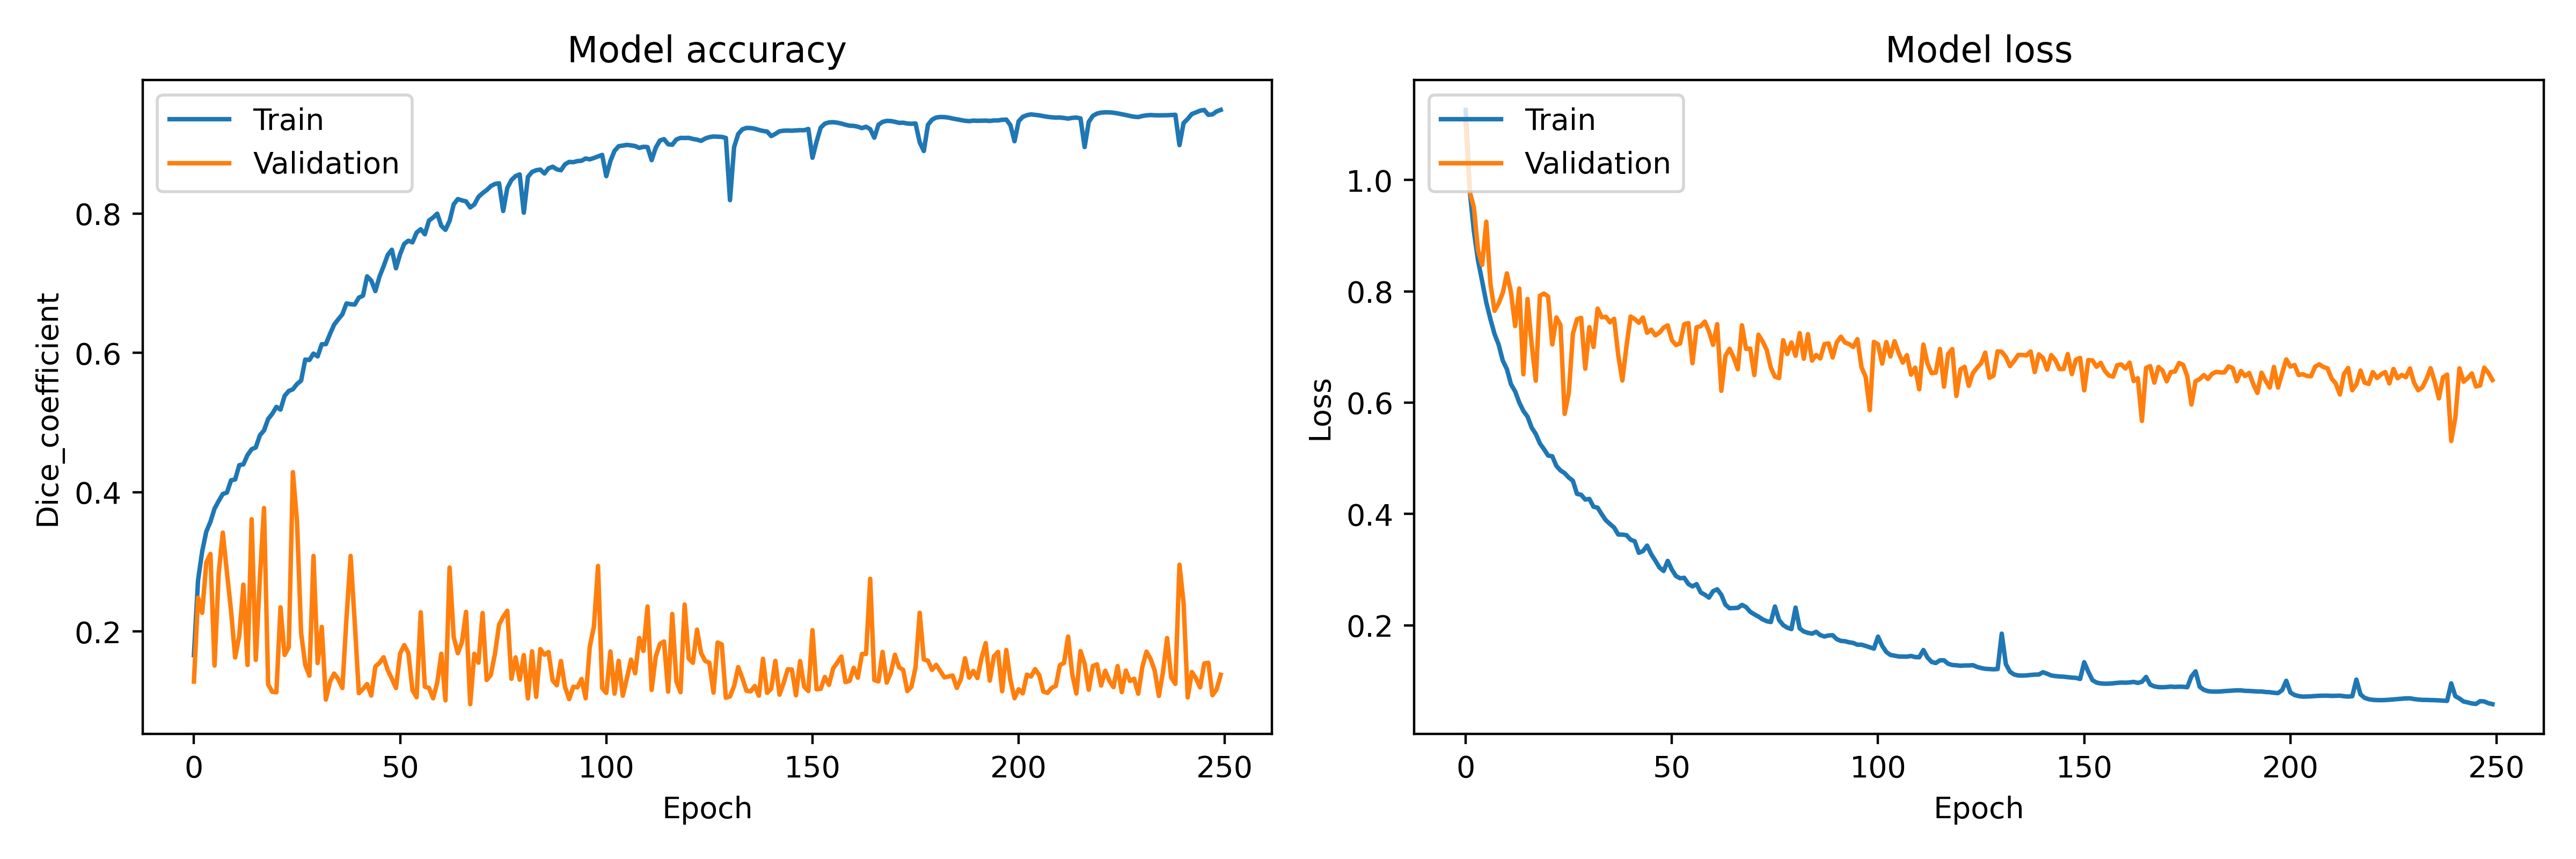 Model accuracy
Train
Validation
Dice_coefficient
0.8
0.6
0.4
0.2
0 50 100 150 200 250
Epoch
Model loss
Train
Validation
Loss
1.0
0.8
0.6
0.4
0.2
0 50 100 150 200 250
Epoch